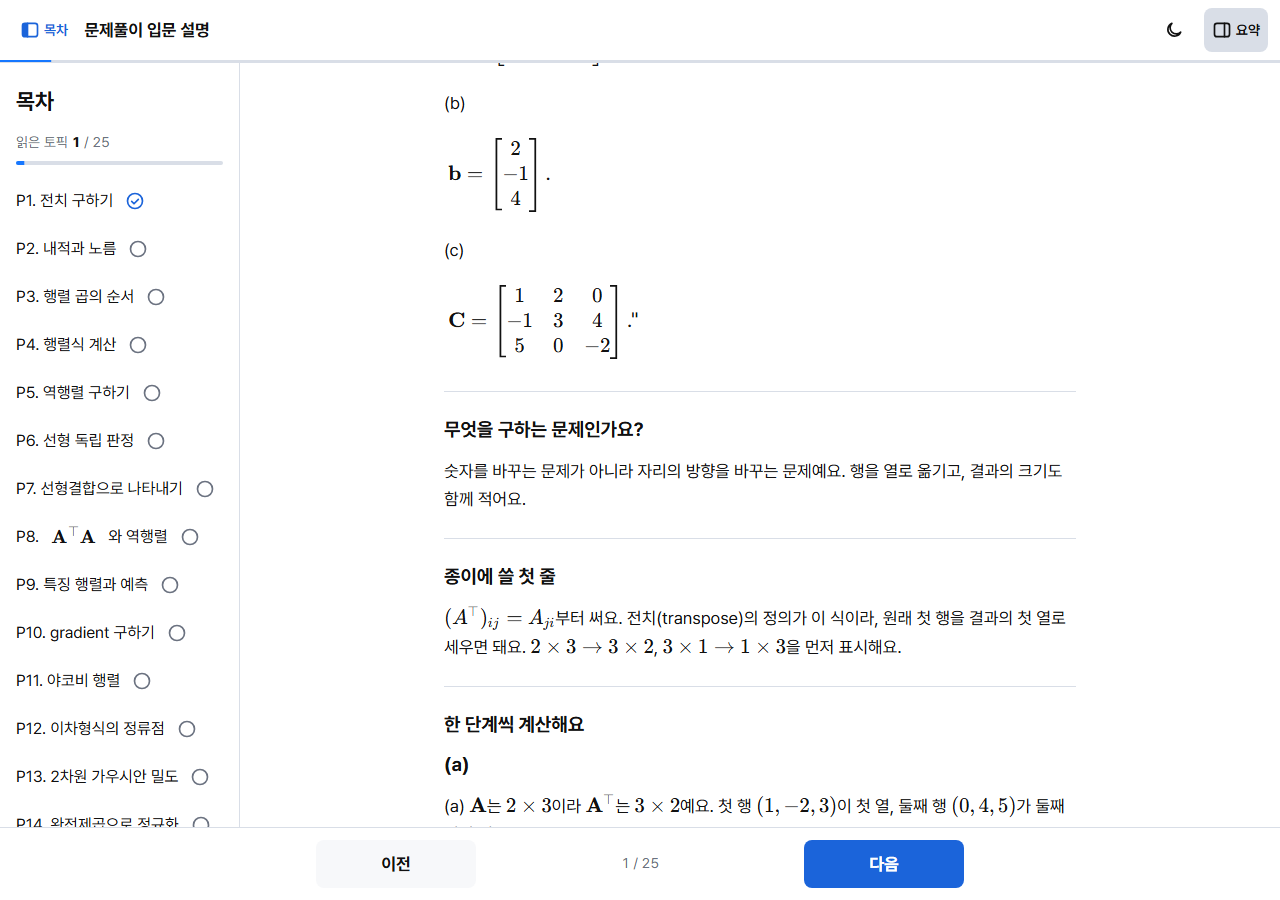 목차 문제풀이 입문 설명 요약
목차
읽은 토픽 1 / 25
P1. 전치 구하기
P2. 내적과 노름
P3. 행렬 곱의 순서
P4. 행렬식 계산
P5. 역행렬 구하기
P6. 선형 독립 판정
P7. 선형결합으로 나타내기
P8. A⊤A 와 역행렬
P9. 특징 행렬과 예측
P10. gradient 구하기
P11. 야코비 행렬
P12. 이차형식의 정류점
P13. 2차원 가우시안 밀도
P14. 완전제곱으로 정규화
(b)
b = [2
−1
4].
(c)
C = [1 2 0
−1 3 4
5 0 −2]."
무엇을 구하는 문제인가요?
숫자를 바꾸는 문제가 아니라 자리의 방향을 바꾸는 문제예요. 행을 열로 옮기고, 결과의 크기도
함께 적어요.
종이에 쓸 첫 줄
(A⊤)ij = Aji부터 써요. 전치(transpose)의 정의가 이 식이라, 원래 첫 행을 결과의 첫 열로
세우면 돼요. 2 × 3 → 3 × 2, 3 × 1 → 1 × 3을 먼저 표시해요.
한 단계씩 계산해요
(a)
(a) A는 2 × 3이라 A⊤는 3 × 2예요. 첫 행 (1, −2, 3)이 첫 열, 둘째 행 (0, 4, 5)가 둘째
이전 1 / 25 다음